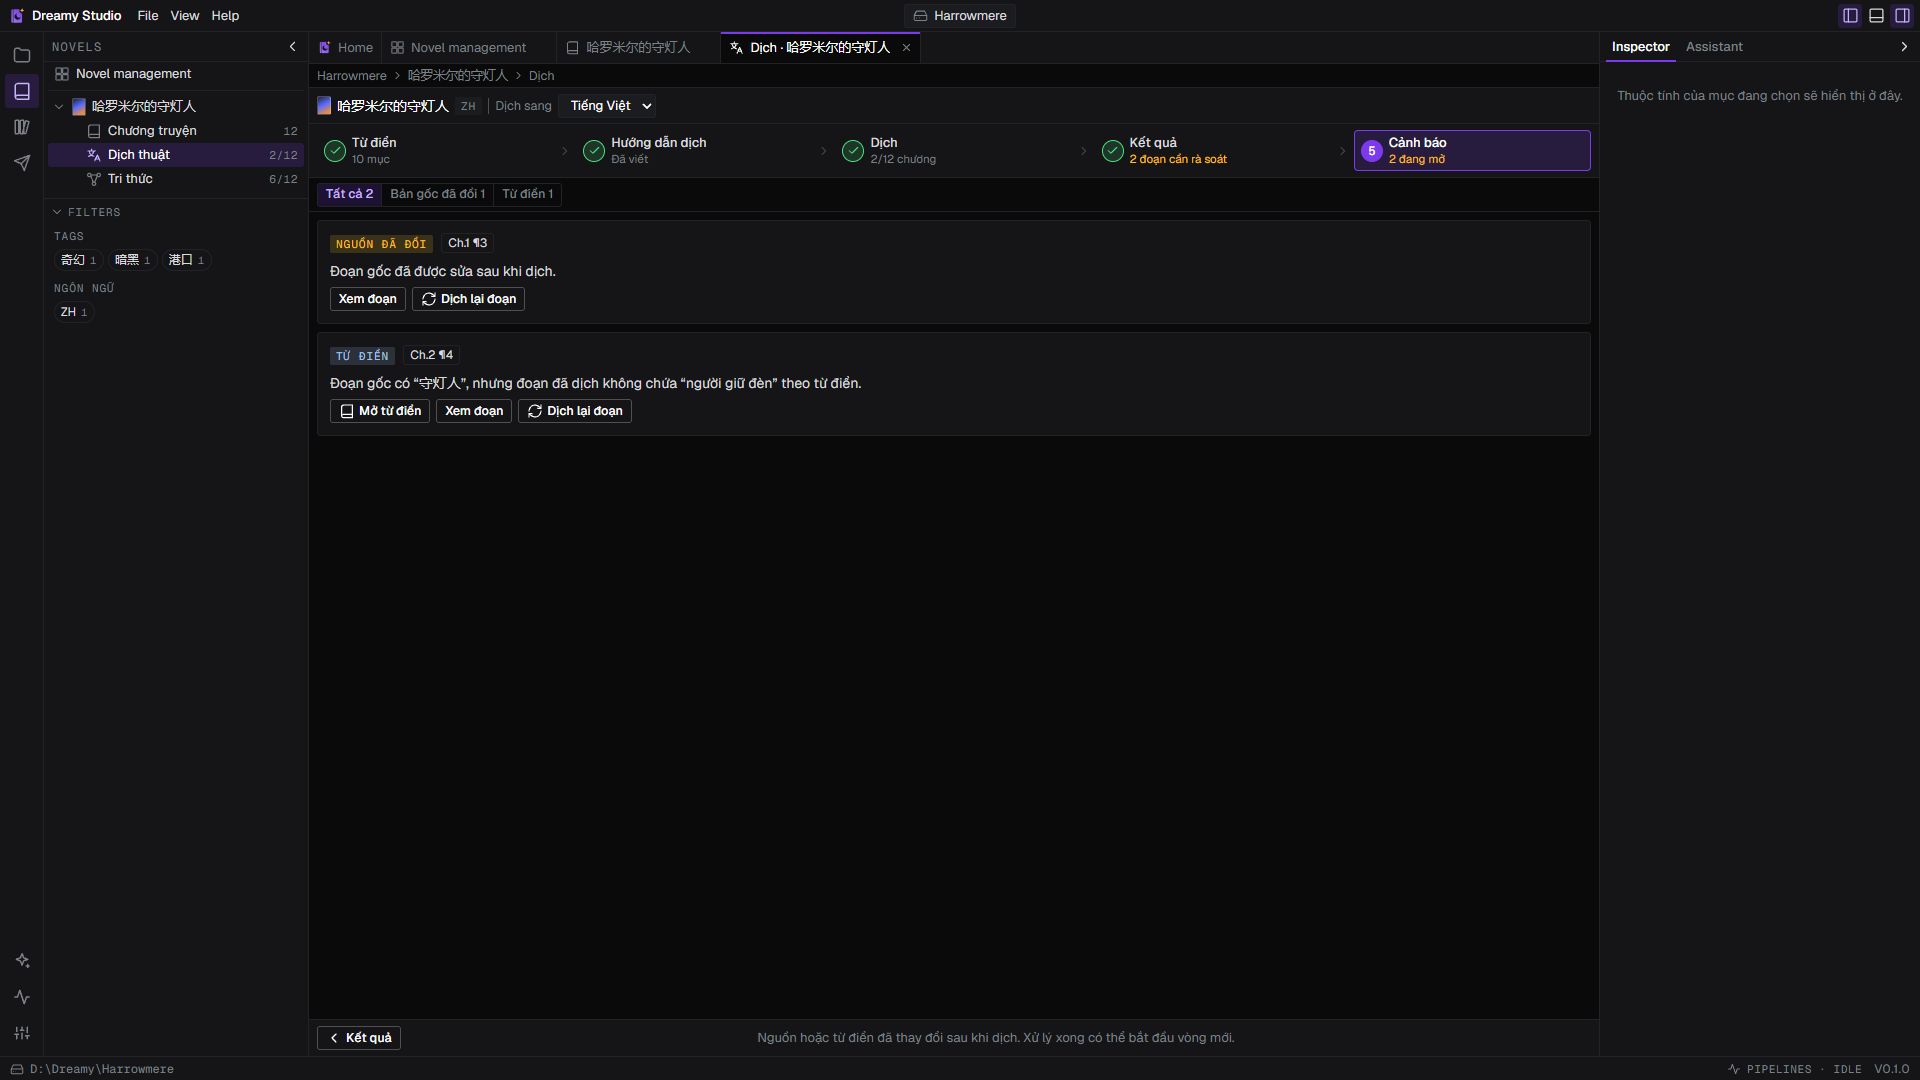 Dreamy Studio File View Help
Harrowmere
NOVELS
Home
Novel management
哈罗米尔的守灯人
Dịch · 哈罗米尔的守灯人
Inspector Assistant
Novel management
Harrowmere > 哈罗米尔的守灯人 > Dịch
Thuộc tính của mục đang chọn sẽ hiển thị ở đây.
哈罗米尔的守灯人
Chương truyện 12
Dịch thuật 2/12
Tri thức 6/12
FILTERS
TAGS
奇幻 1 暗黑 1 港口 1
NGÔN NGỮ
ZH 1
哈罗米尔的守灯人 ZH Dịch sang Tiếng Việt
Từ điển
10 mục
Hướng dẫn dịch
Đã viết
Dịch
2/12 chương
Kết quả
2 đoạn cần rà soát
5 Cảnh báo
2 đang mở
Tất cả 2 Bản gốc đã đổi 1 Từ điển 1
NGUỒN ĐÃ ĐỔI Ch.1 ¶3
Đoạn gốc đã được sửa sau khi dịch.
Xem đoạn Dịch lại đoạn
TỪ ĐIỂN Ch.2 ¶4
Đoạn gốc có “守灯人”, nhưng đoạn đã dịch không chứa “người giữ đèn” theo từ điển.
Mở từ điển Xem đoạn Dịch lại đoạn
Kết quả
Nguồn hoặc từ điển đã thay đổi sau khi dịch. Xử lý xong có thể bắt đầu vòng mới.
D:\Dreamy\Harrowmere
PIPELINES · IDLE V0.1.0